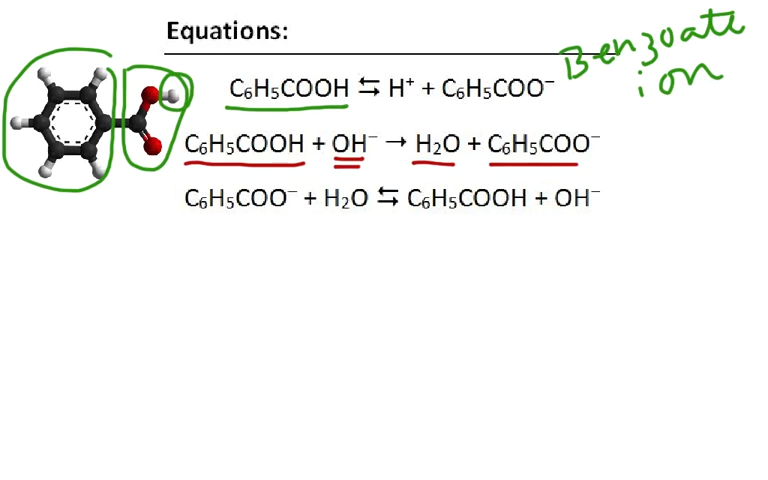 Equations:
Benzoate
ion
C₆H₅COOH ⇆ H⁺ + C₆H₅COO⁻
C₆H₅COOH + OH⁻ → H₂O + C₆H₅COO⁻
C₆H₅COO⁻ + H₂O ⇆ C₆H₅COOH + OH⁻